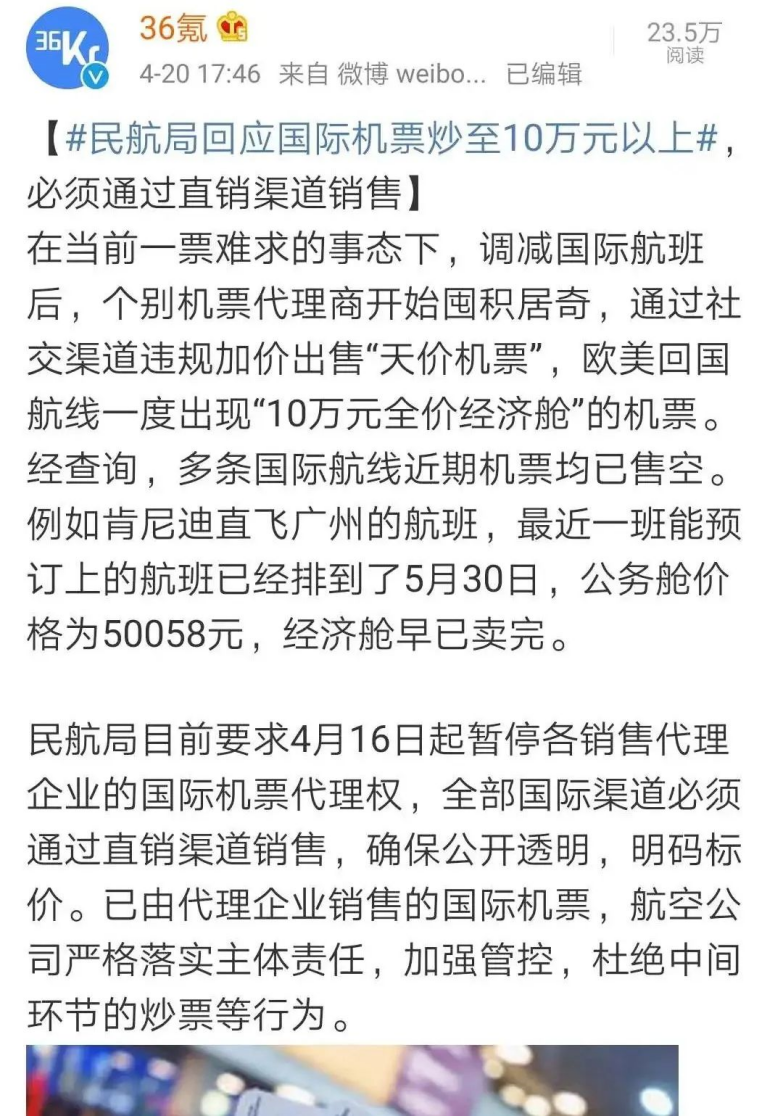 36Kr
36氪
23.5万
阅读
4-20 17:46 来自 微博 weibo... 已编辑
【#民航局回应国际机票炒至10万元以上#，
必须通过直销渠道销售】
在当前一票难求的事态下，调减国际航班
后，个别机票代理商开始囤积居奇，通过社
交渠道违规加价出售“天价机票”，欧美回国
航线一度出现“10万元全价经济舱”的机票。
经查询，多条国际航线近期机票均已售空。
例如肯尼迪直飞广州的航班，最近一班能预
订上的航班已经排到了5月30日，公务舱价
格为50058元，经济舱早已卖完。
民航局目前要求4月16日起暂停各销售代理
企业的国际机票代理权，全部国际渠道必须
通过直销渠道销售，确保公开透明，明码标
价。已由代理企业销售的国际机票，航空公
司严格落实主体责任，加强管控，杜绝中间
环节的炒票等行为。